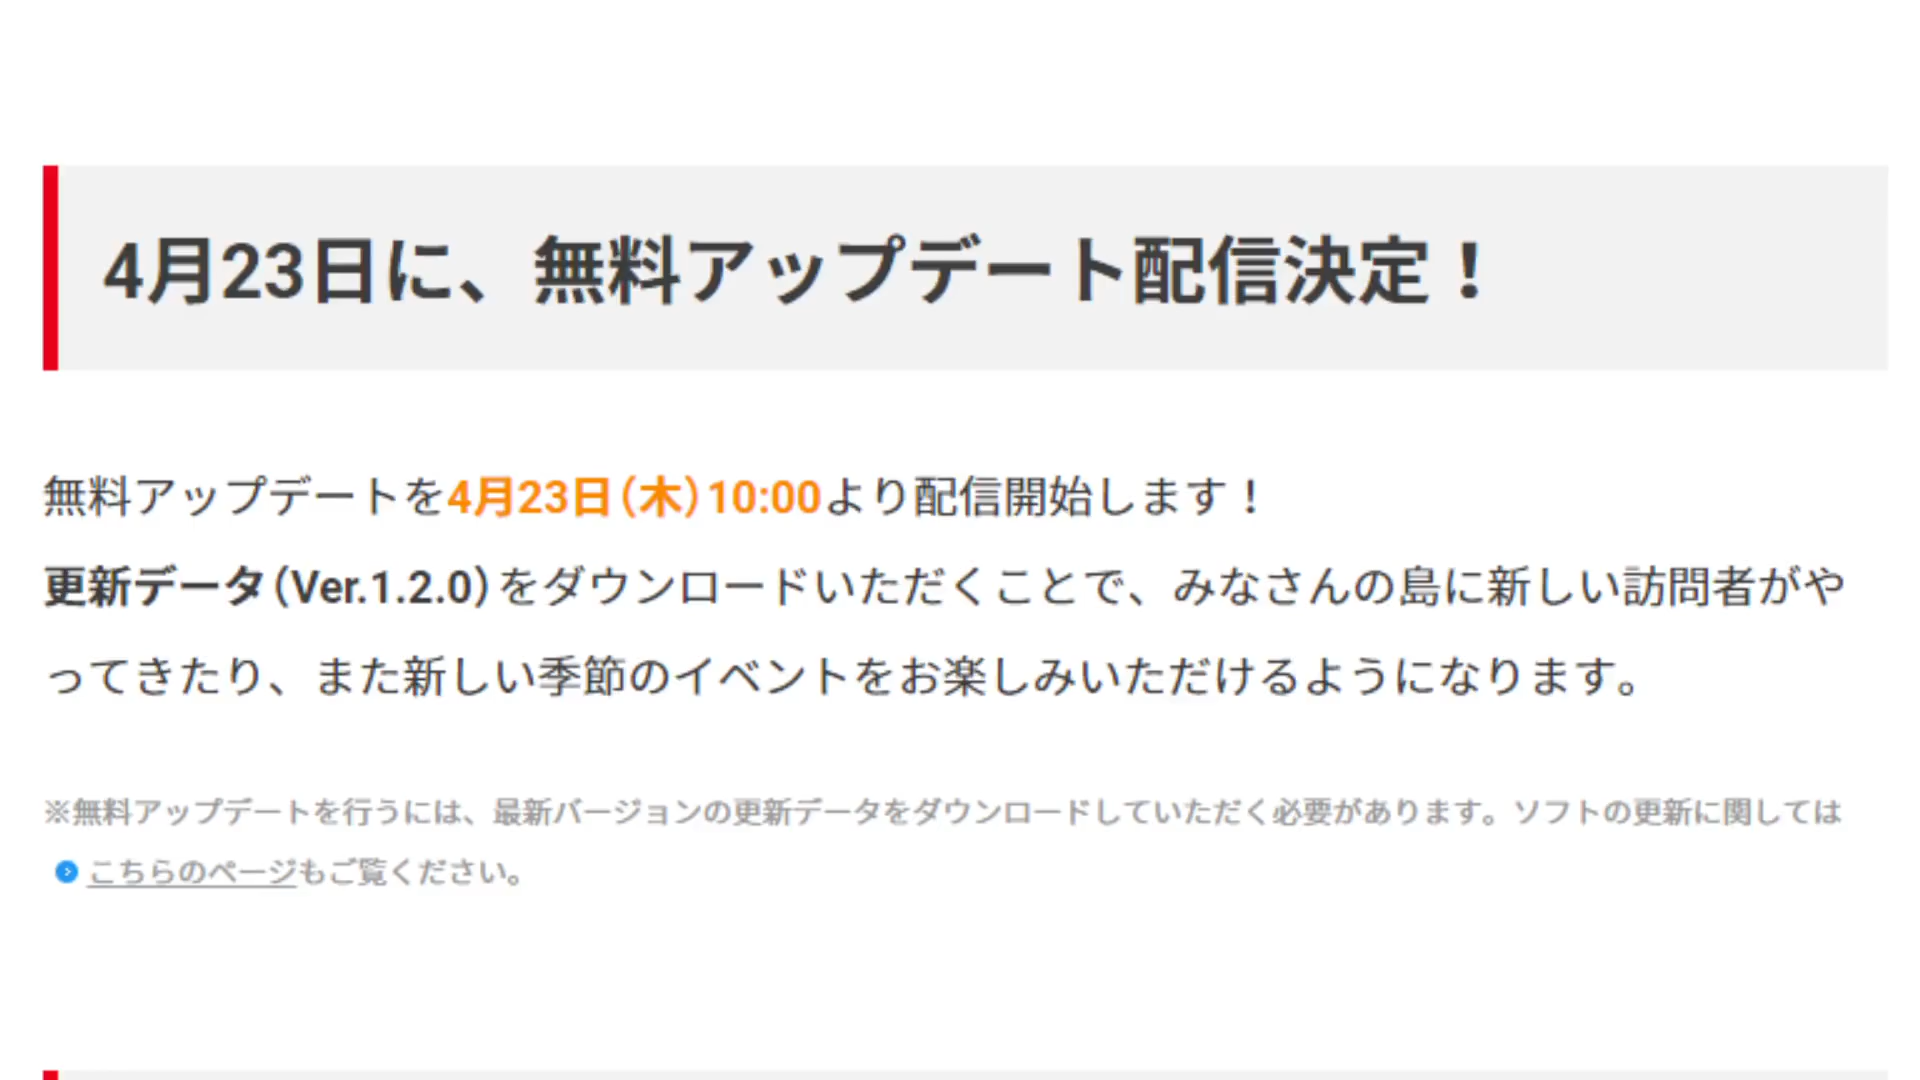 4月23日に、無料アップデート配信決定！
無料アップデートを4月23日（木）10:00より配信開始します！
更新データ（Ver.1.2.0）をダウンロードいただくことで、みなさんの島に新しい訪問者がや
ってきたり、また新しい季節のイベントをお楽しみいただけるようになります。
※無料アップデートを行うには、最新バージョンの更新データをダウンロードしていただく必要があります。ソフトの更新に関しては
こちらのページもご覧ください。